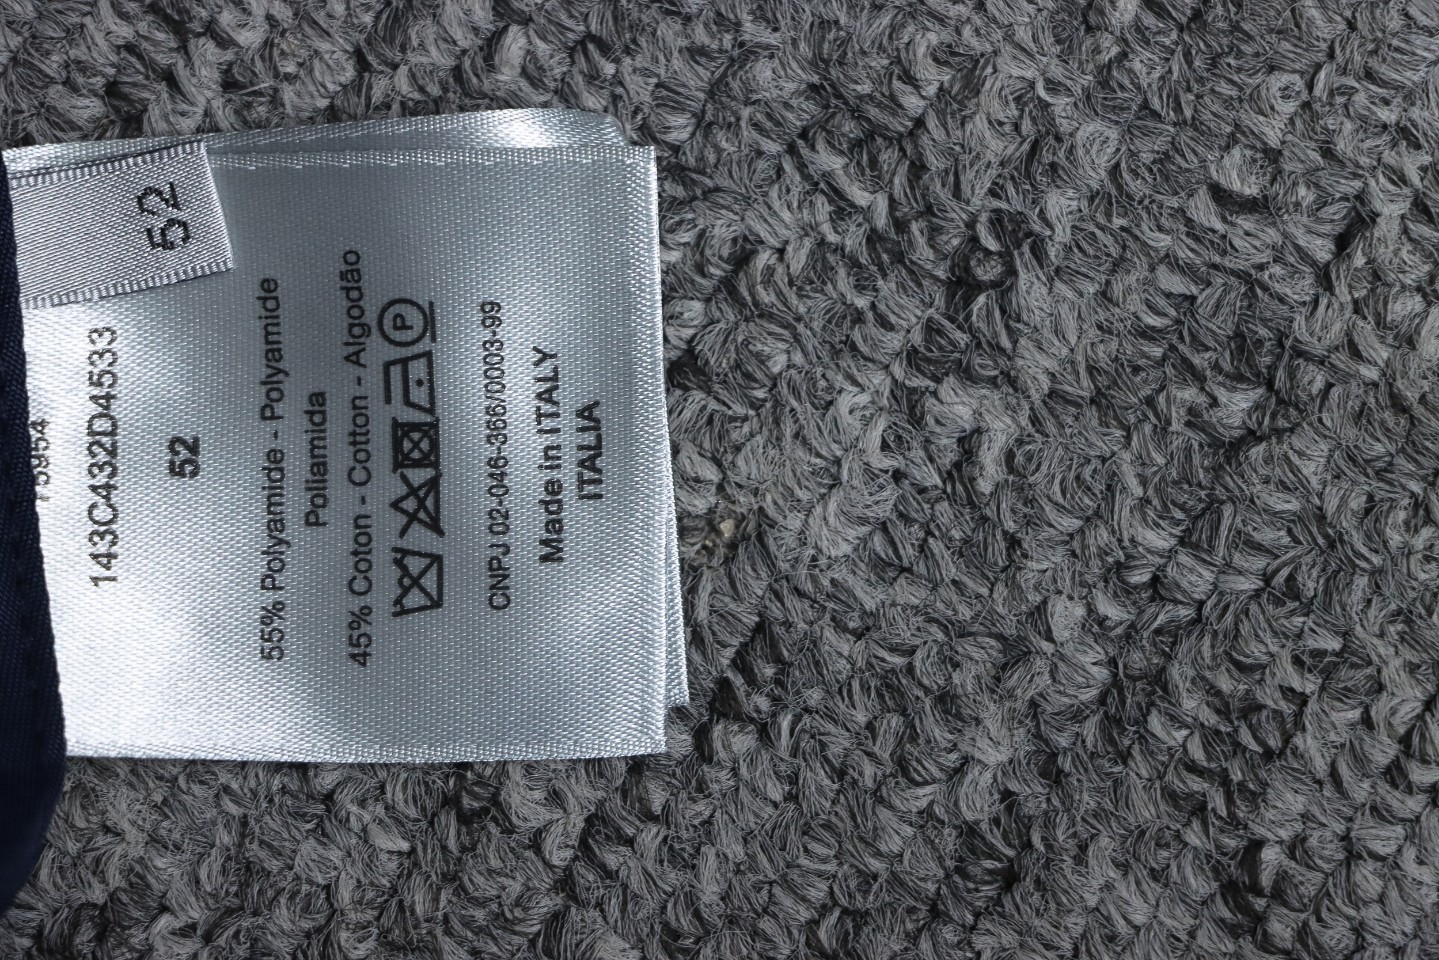 52
143C432D4533
52
55% Polyamide - Polyamide
Poliamida
45% Coton - Cotton - Algodão
P
CNPJ 02-046-366/0003-99
Made in ITALY
ITALIA